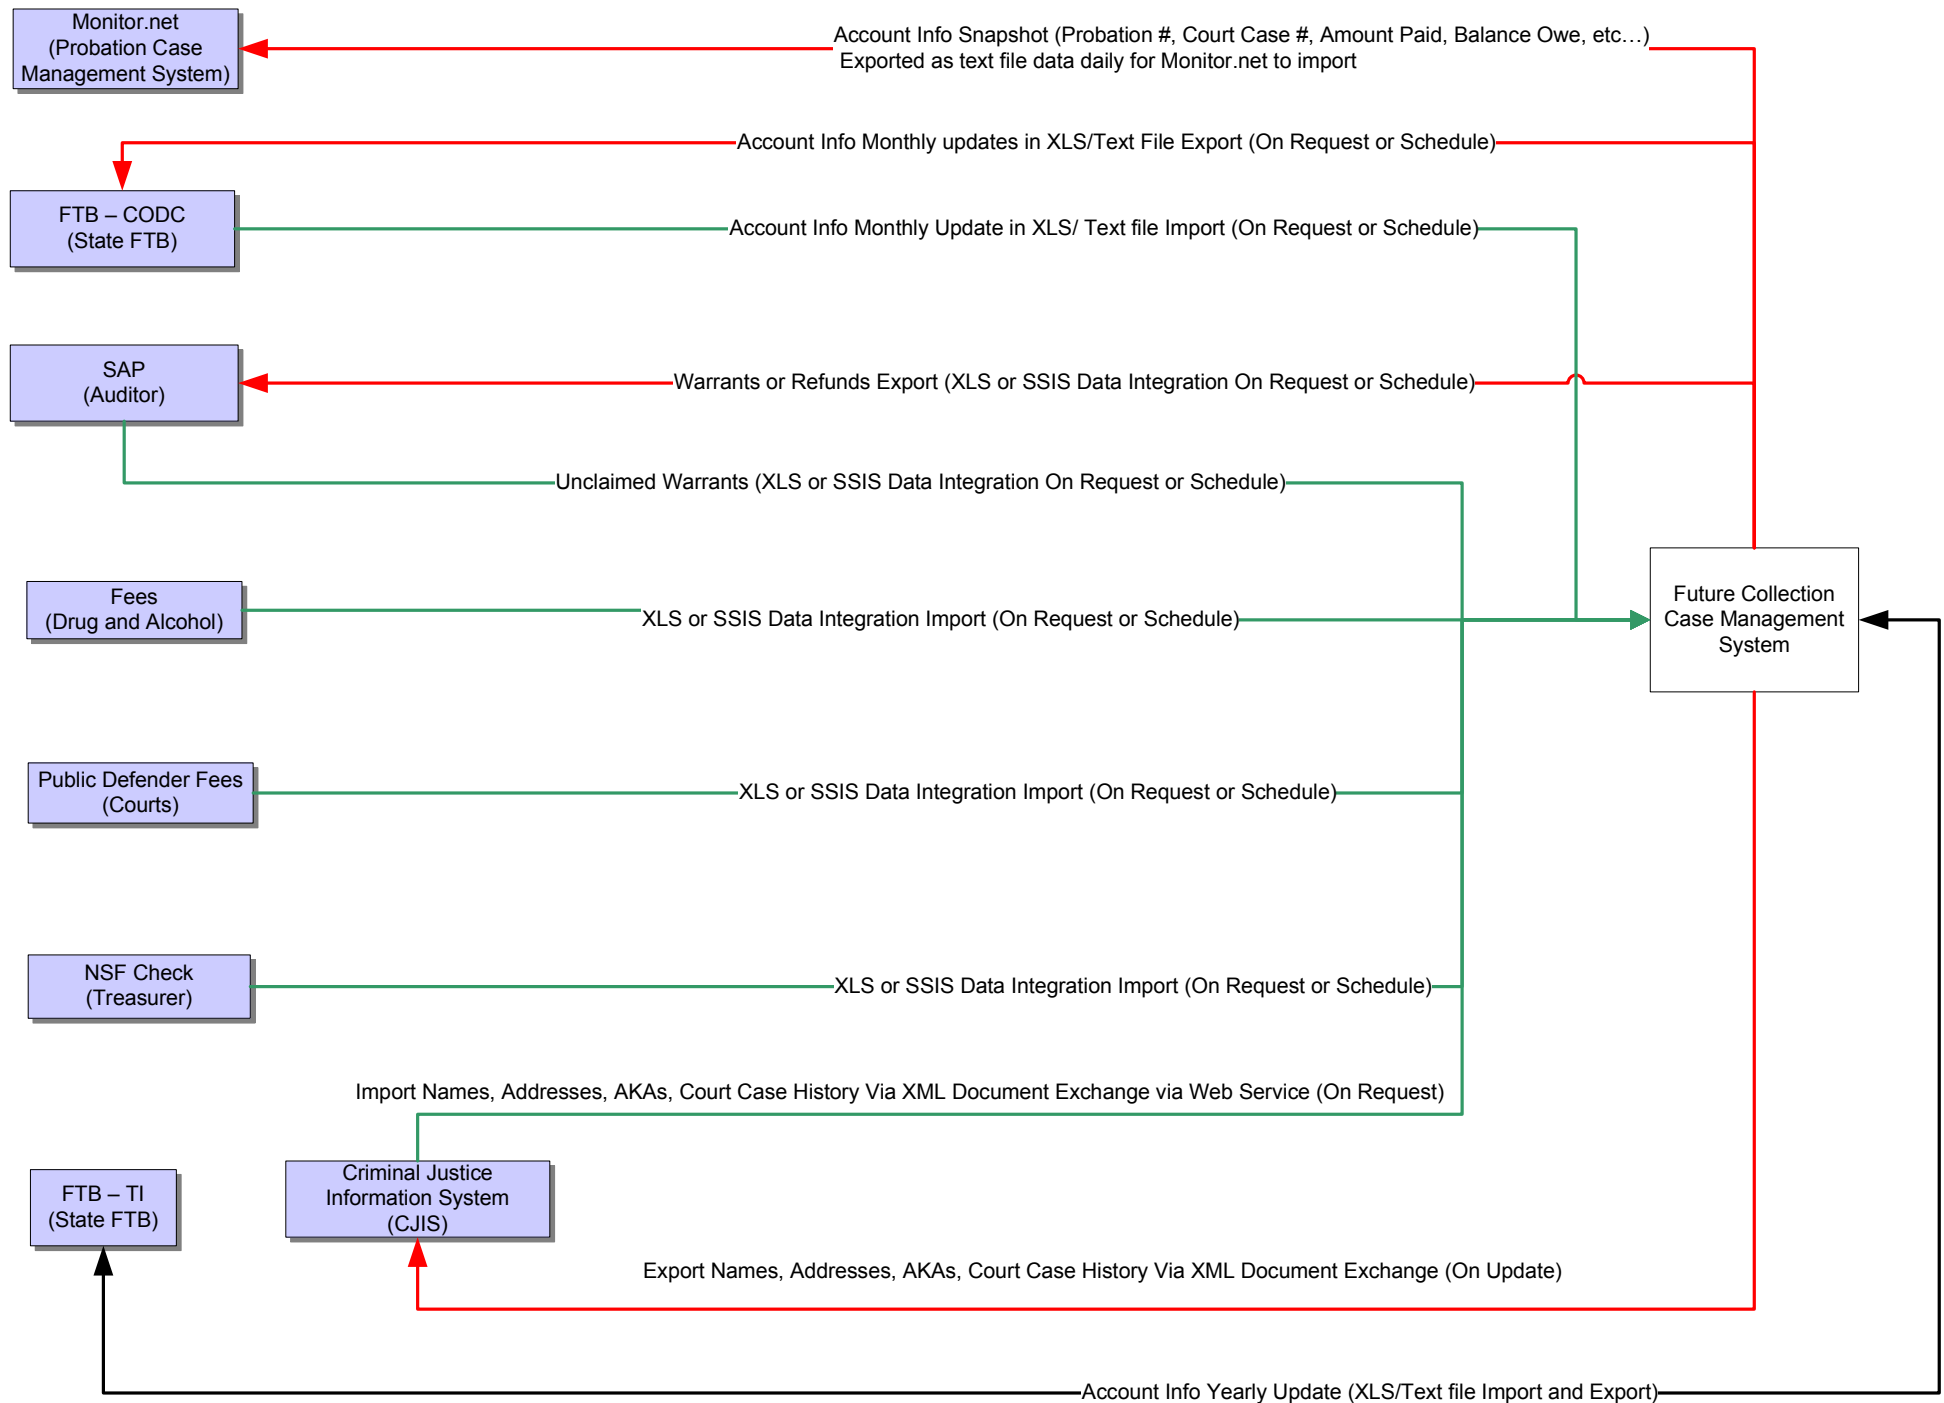 Monitor.net
(Probation Case
Management System)
Account Info Snapshot (Probation #, Court Case #, Amount Paid, Balance Owe, etc…)
Exported as text file data daily for Monitor.net to import
Account Info Monthly updates in XLS/Text File Export (On Request or Schedule)
FTB – CODC
(State FTB)
Account Info Monthly Update in XLS/ Text file Import (On Request or Schedule)
SAP
(Auditor)
Warrants or Refunds Export (XLS or SSIS Data Integration On Request or Schedule)
Unclaimed Warrants (XLS or SSIS Data Integration On Request or Schedule)
Fees
(Drug and Alcohol)
XLS or SSIS Data Integration Import (On Request or Schedule)
Future Collection
Case Management
System
Public Defender Fees
(Courts)
XLS or SSIS Data Integration Import (On Request or Schedule)
NSF Check
(Treasurer)
XLS or SSIS Data Integration Import (On Request or Schedule)
Import Names, Addresses, AKAs, Court Case History Via XML Document Exchange via Web Service (On Request)
FTB – TI
(State FTB)
Criminal Justice
Information System
(CJIS)
Export Names, Addresses, AKAs, Court Case History Via XML Document Exchange (On Update)
Account Info Yearly Update (XLS/Text file Import and Export)